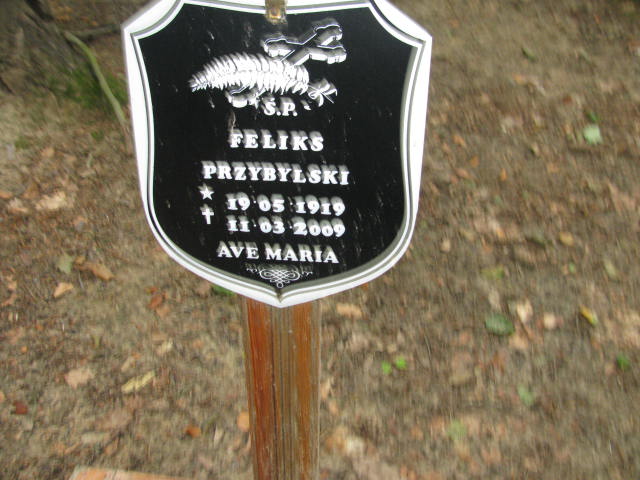 Ś.P.
FELIKS
PRZYBYLSKI
★ 19 05 1919
✝ 11 03 2009
AVE MARIA